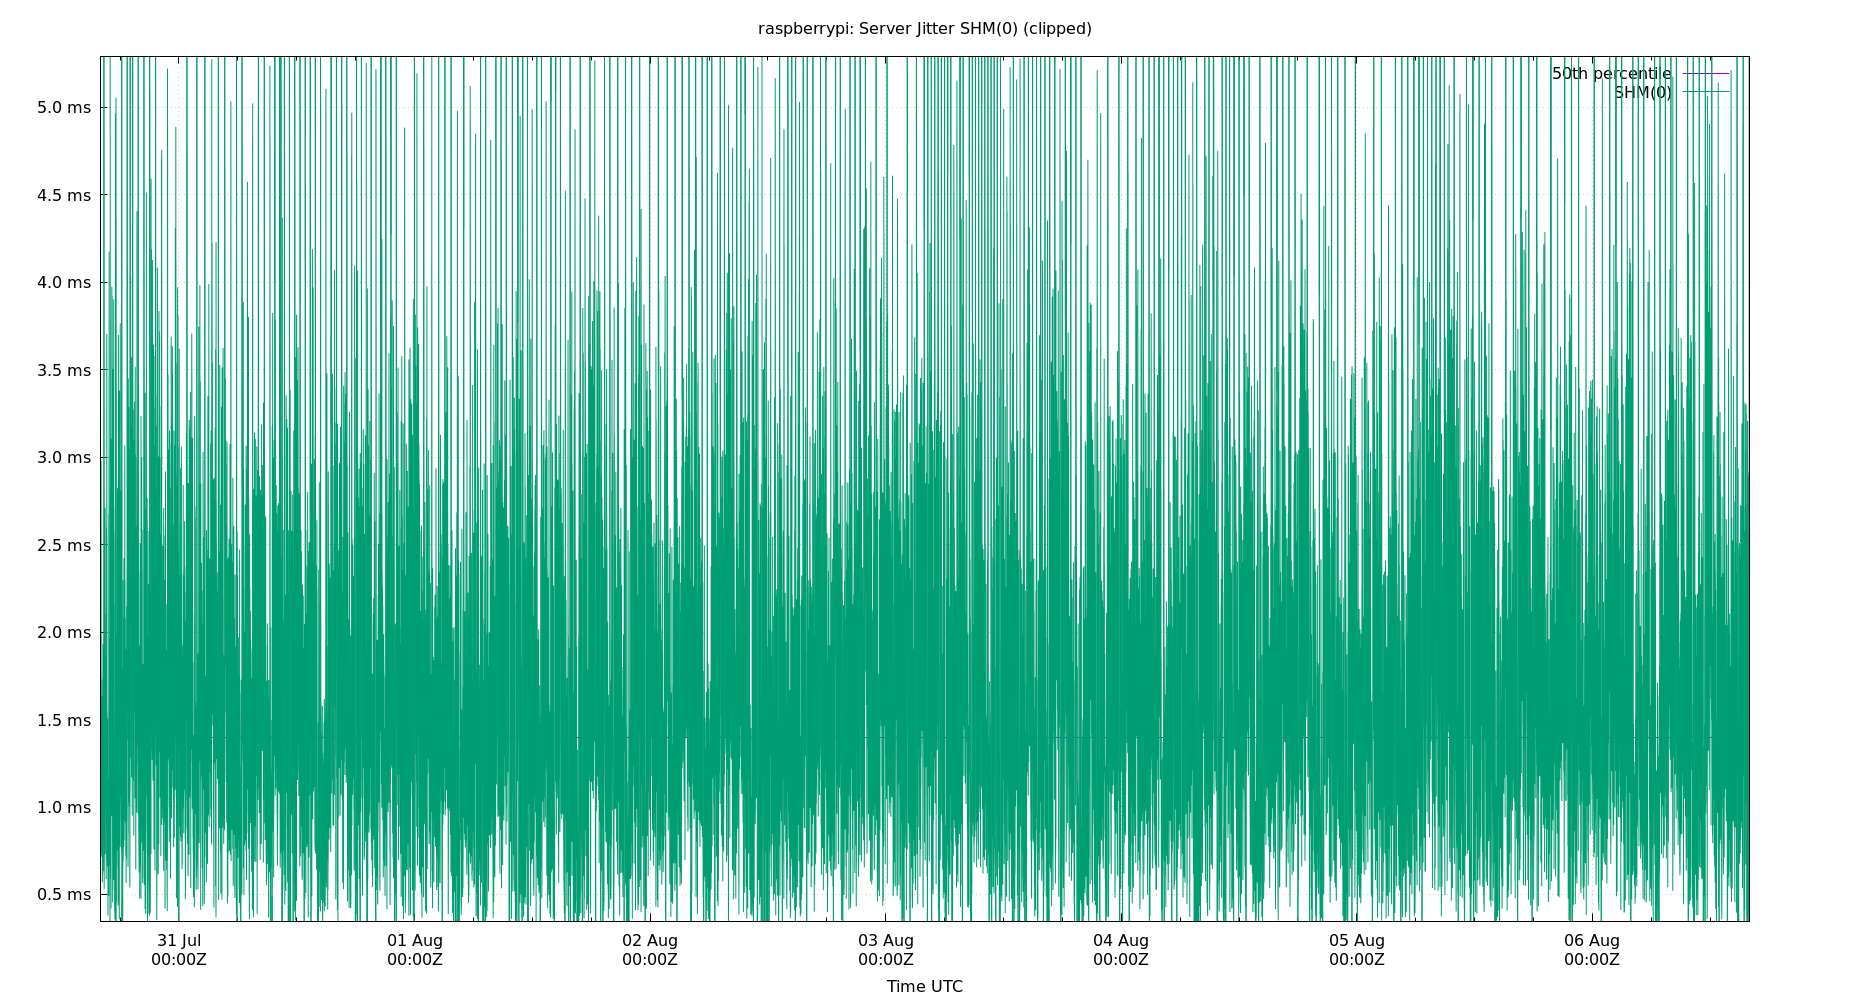 raspberrypi: Server Jitter SHM(0) (clipped)
50th percentile
SHM(0)
5.0 ms
4.5 ms
4.0 ms
3.5 ms
3.0 ms
2.5 ms
2.0 ms
1.5 ms
1.0 ms
0.5 ms
31 Jul 01 Aug 02 Aug 03 Aug 04 Aug 05 Aug 06 Aug
00:00Z 00:00Z 00:00Z 00:00Z 00:00Z 00:00Z 00:00Z
Time UTC